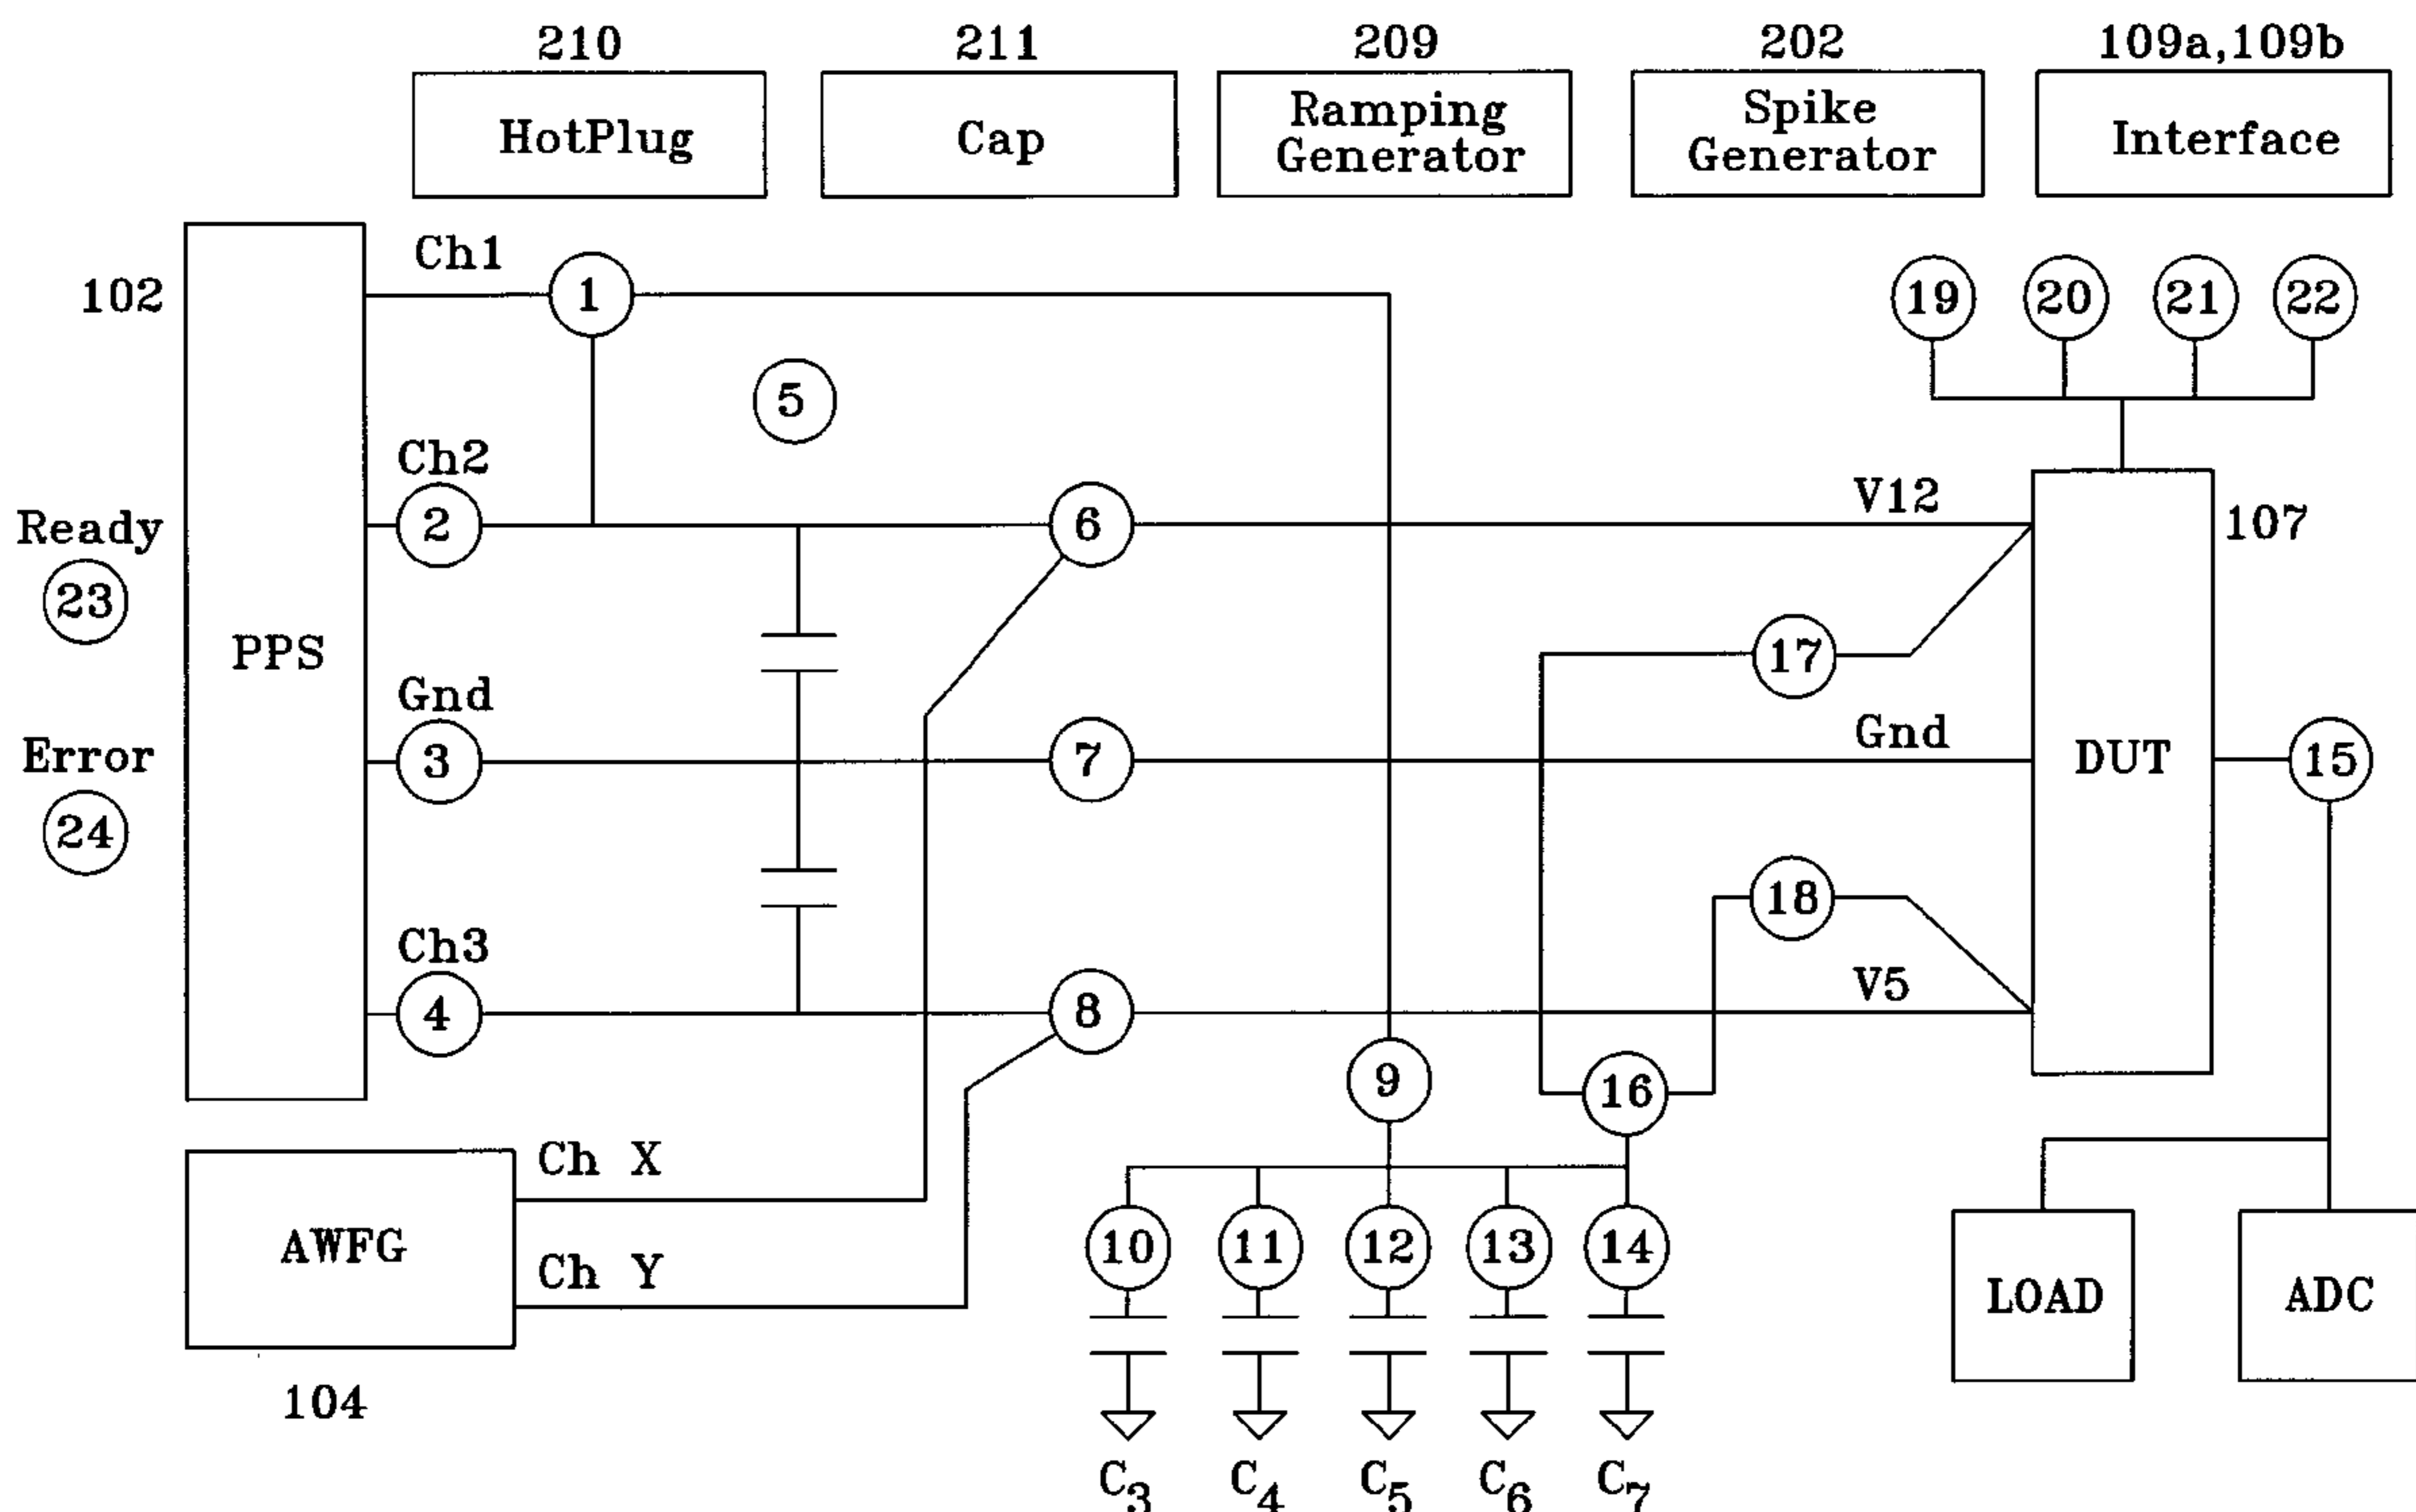 210 211 209 202 109a,109b
HotPlug
Cap
Ramping
Generator
Spike
Generator
Interface
Ch1
102
1
19 20 21 22
5
Ch2
V12
Ready
2
6
107
23
PPS
17
Gnd
Gnd
Error
3
7
DUT
15
24
18
Ch3
V5
4
8
9
16
Ch X
AWFG
Ch Y
10 11 12 13 14
LOAD
ADC
104
C3 C4 C5 C6 C7